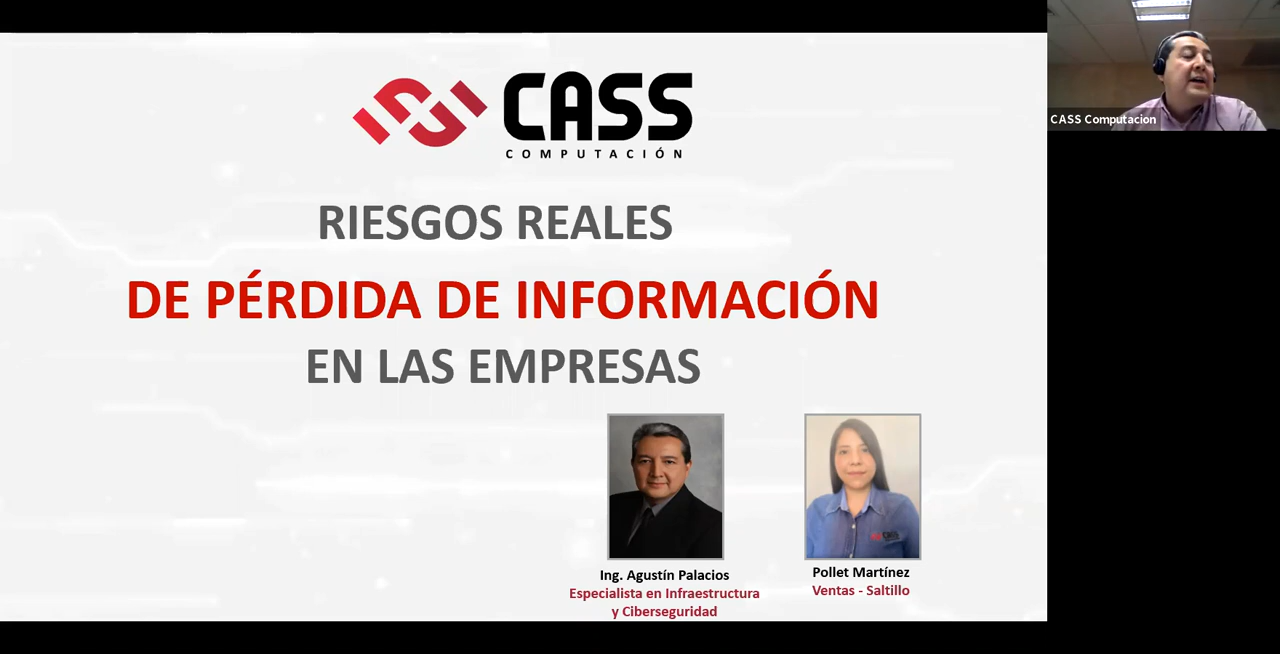 CASS
COMPUTACIÓN
RIESGOS REALES
DE PÉRDIDA DE INFORMACIÓN
EN LAS EMPRESAS
Ing. Agustín Palacios
Especialista en Infraestructura
y Ciberseguridad
CASS
Pollet Martínez
Ventas - Saltillo
CASS Computacion